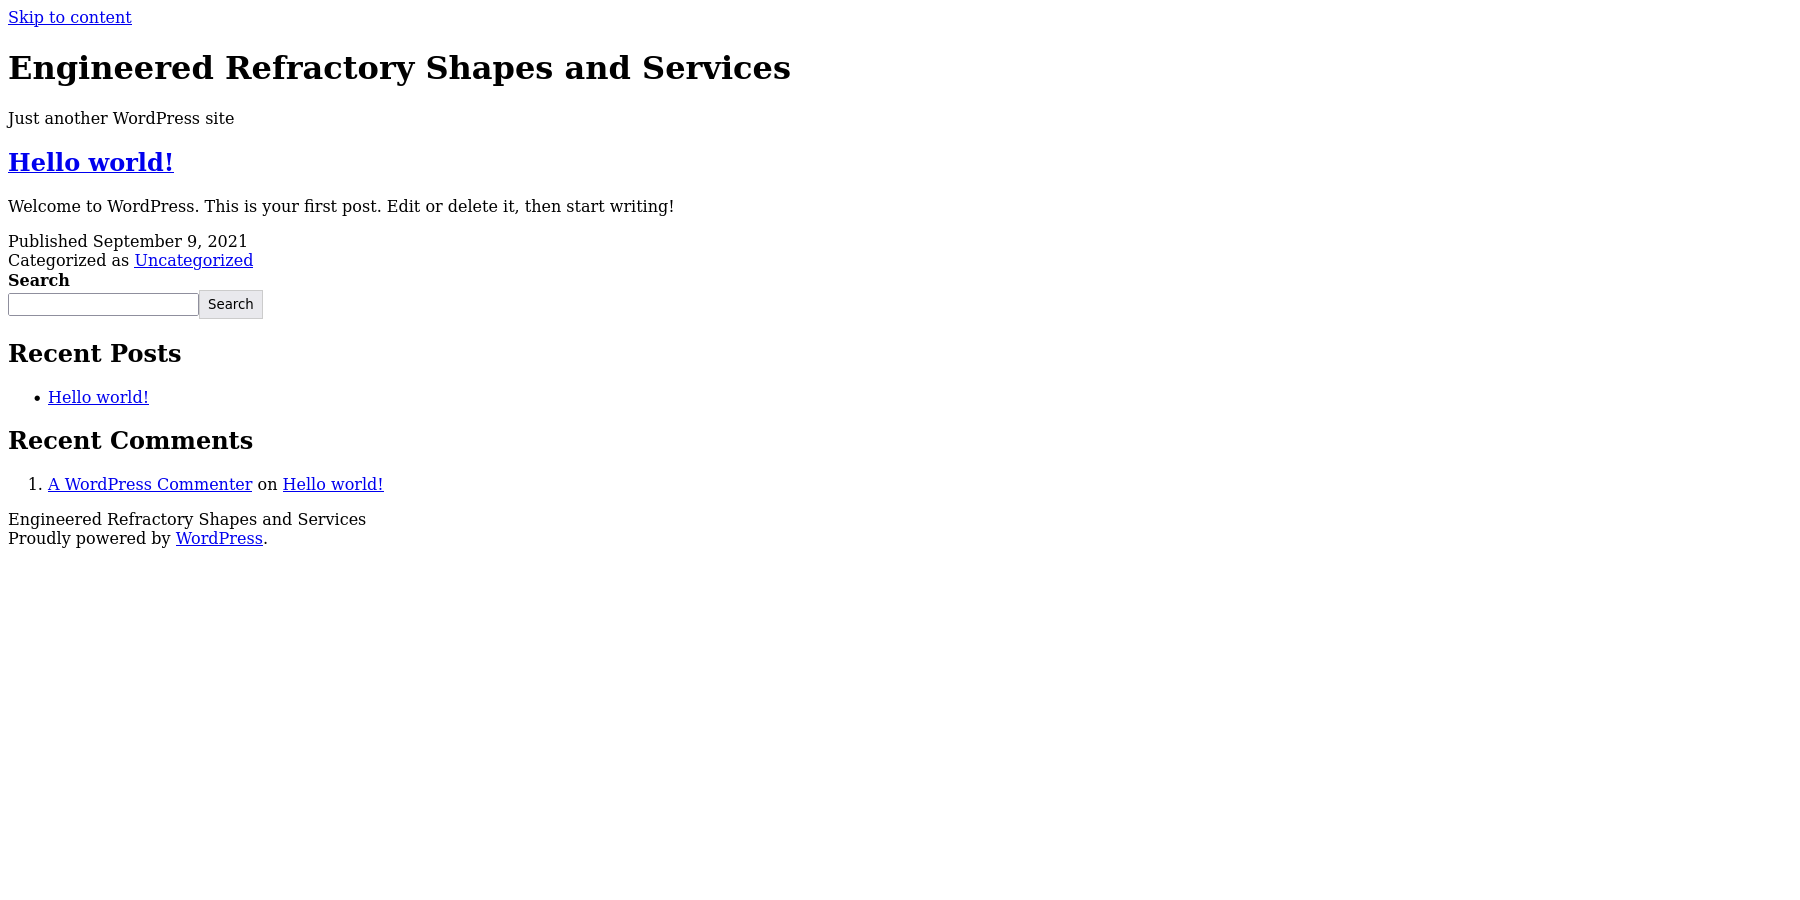 Skip to content
Engineered Refractory Shapes and Services
Just another WordPress site
Hello world!
Welcome to WordPress. This is your first post. Edit or delete it, then start writing!
Published September 9, 2021
Categorized as Uncategorized
Search
Search
Recent Posts
• Hello world!
Recent Comments
1. A WordPress Commenter on Hello world!
Engineered Refractory Shapes and Services
Proudly powered by WordPress.